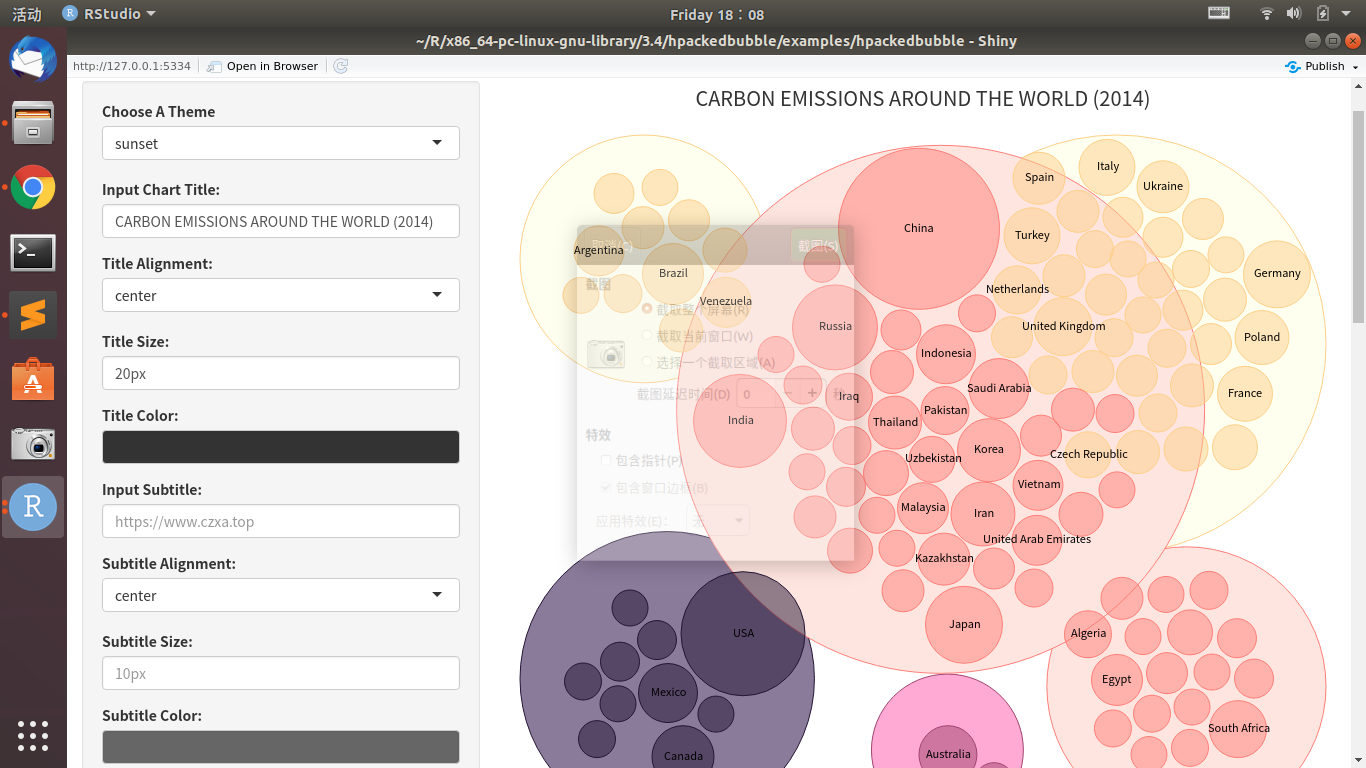 活动
RStudio
Friday 18：08
~/R/x86_64-pc-linux-gnu-library/3.4/hpackedbubble/examples/hpackedbubble - Shiny
http://127.0.0.1:5334
Open in Browser
Publish
Choose A Theme
sunset
Input Chart Title:
CARBON EMISSIONS AROUND THE WORLD (2014)
Title Alignment:
center
Title Size:
20px
Title Color:
Input Subtitle:
https://www.czxa.top
Subtitle Alignment:
center
Subtitle Size:
10px
Subtitle Color:
CARBON EMISSIONS AROUND THE WORLD (2014)
Argentina
Brazil
Venezuela
China
Russia
India
Indonesia
Saudi Arabia
Iraq
Thailand
Pakistan
Uzbekistan
Korea
Malaysia
Iran
Vietnam
United Arab Emirates
Kazakhstan
Japan
Spain
Italy
Ukraine
Turkey
Germany
Netherlands
United Kingdom
Poland
France
Czech Republic
USA
Mexico
Canada
Australia
Algeria
Egypt
South Africa
取消(C)
截图(S)
截图
截取整个屏幕(R)
截取当前窗口(W)
选择一个截取区域(A)
截图延迟时间(D) 0 − + 秒
特效
包含指针(P)
包含窗口边框(B)
应用特效(E)： 无